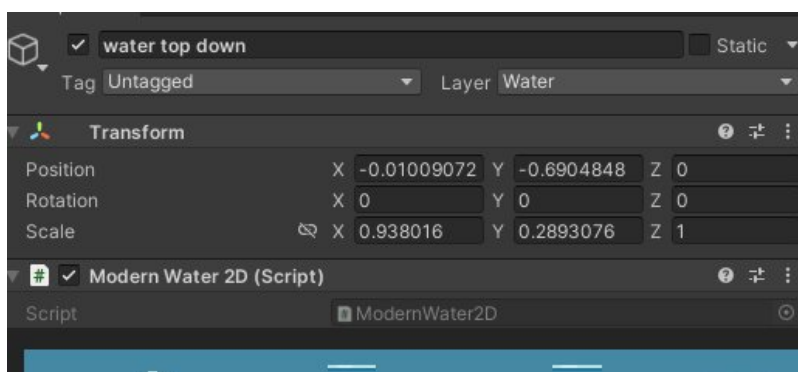 water top down Static
Tag Untagged Layer Water
Transform
Position X -0.01009072 Y -0.6904848 Z 0
Rotation X 0 Y 0 Z 0
Scale X 0.938016 Y 0.2893076 Z 1
# Modern Water 2D (Script)
Script ModernWater2D